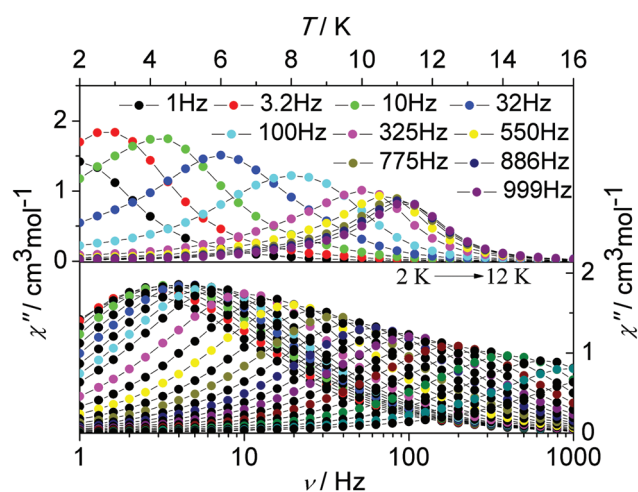 T / K
2 4 6 8 10 12 14 16
1Hz 3.2Hz 10Hz 32Hz
100Hz 325Hz 550Hz
775Hz 886Hz
999Hz
2
1
0
χ″/ cm³mol⁻¹
χ″/ cm³mol⁻¹
2 K → 12 K
2
1
0
1 10 100 1000
ν / Hz